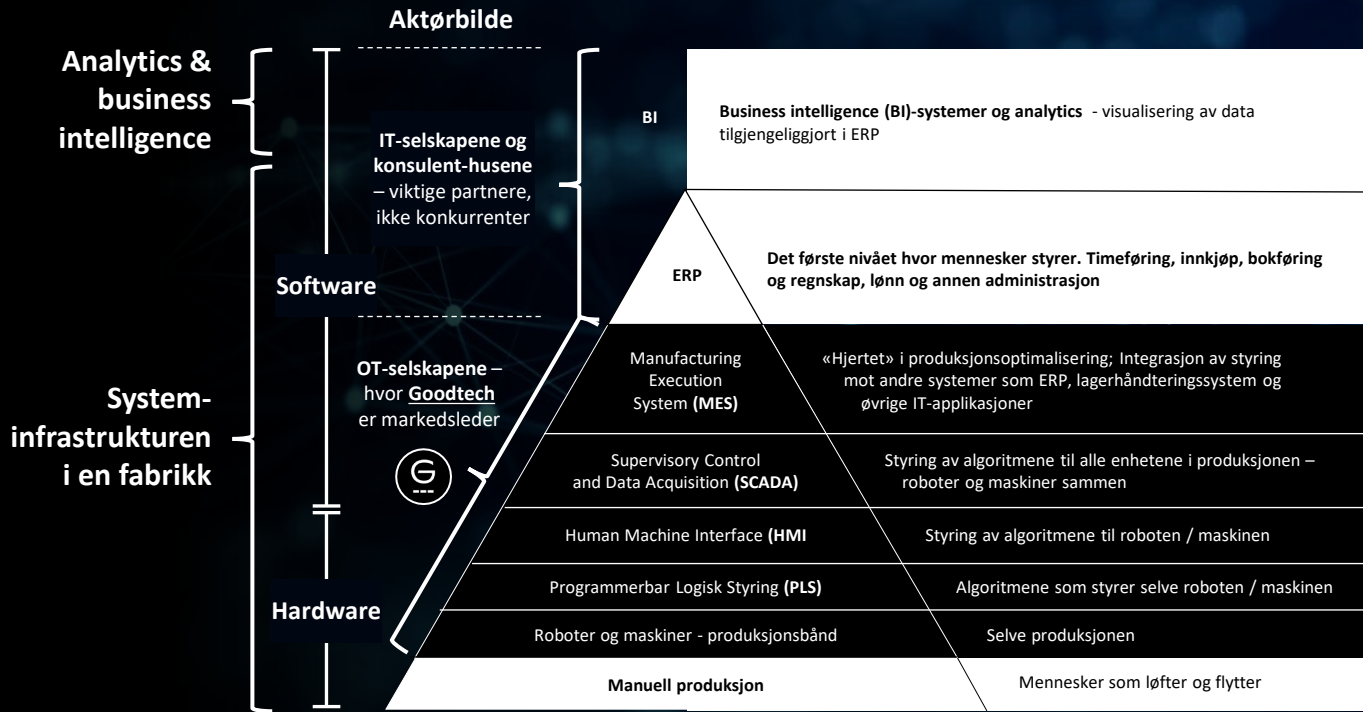 Aktørbilde
Analytics &
business
intelligence
System-
infrastrukturen
i en fabrikk
Software
Hardware
IT-selskapene og
konsulent-husene
– viktige partnere,
ikke konkurrenter
OT-selskapene –
hvor Goodtech
er markedsleder
G
BI
Business intelligence (BI)-systemer og analytics - visualisering av data
tilgjengeliggjort i ERP
ERP
Det første nivået hvor mennesker styrer. Timeføring, innkjøp, bokføring
og regnskap, lønn og annen administrasjon
Manufacturing
Execution
System (MES)
«Hjertet» i produksjonsoptimalisering; Integrasjon av styring
mot andre systemer som ERP, lagerhåndteringssystem og
øvrige IT-applikasjoner
Supervisory Control
and Data Acquisition (SCADA)
Styring av algoritmene til alle enhetene i produksjonen –
roboter og maskiner sammen
Human Machine Interface (HMI
Styring av algoritmene til roboten / maskinen
Programmerbar Logisk Styring (PLS)
Algoritmene som styrer selve roboten / maskinen
Roboter og maskiner - produksjonsbånd
Selve produksjonen
Manuell produksjon
Mennesker som løfter og flytter